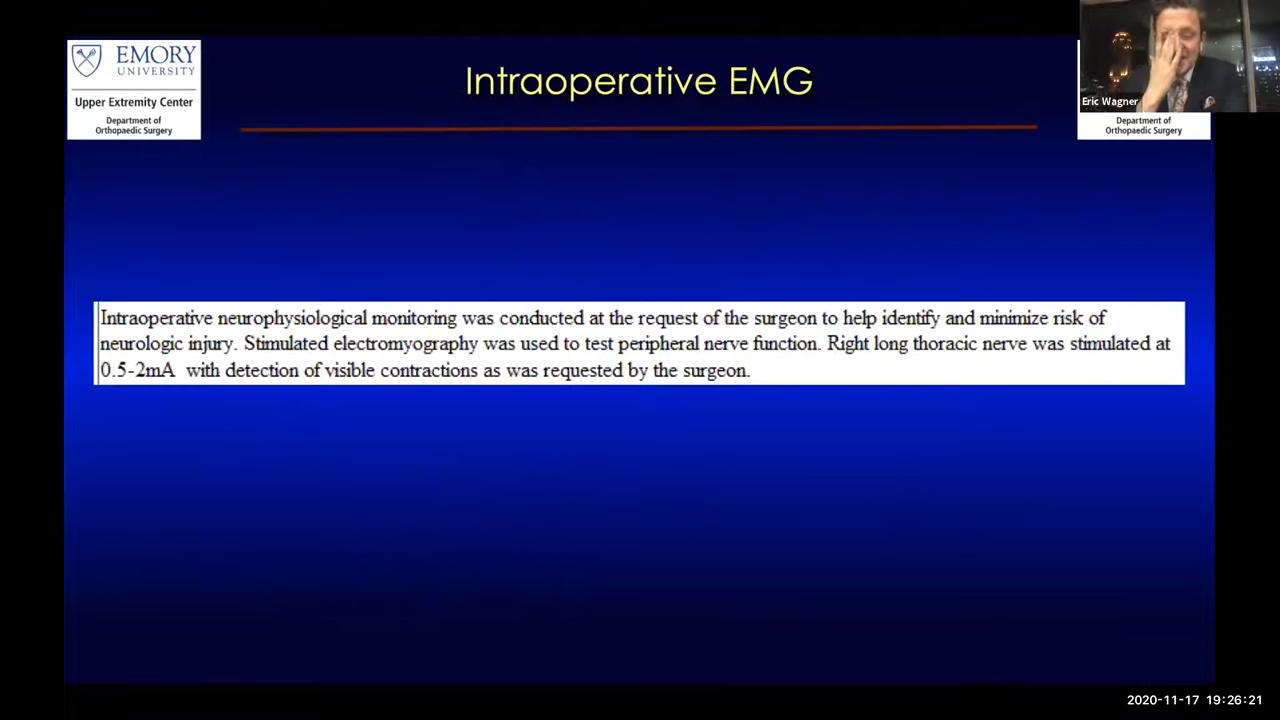 EMORY
UNIVERSITY
Upper Extremity Center
Department of
Orthopaedic Surgery
Intraoperative EMG
Eric Wagner
Department of
Orthopaedic Surgery
Intraoperative neurophysiological monitoring was conducted at the request of the surgeon to help identify and minimize risk of
neurologic injury. Stimulated electromyography was used to test peripheral nerve function. Right long thoracic nerve was stimulated at
0.5-2mA with detection of visible contractions as was requested by the surgeon.
2020-11-17 19:26:21